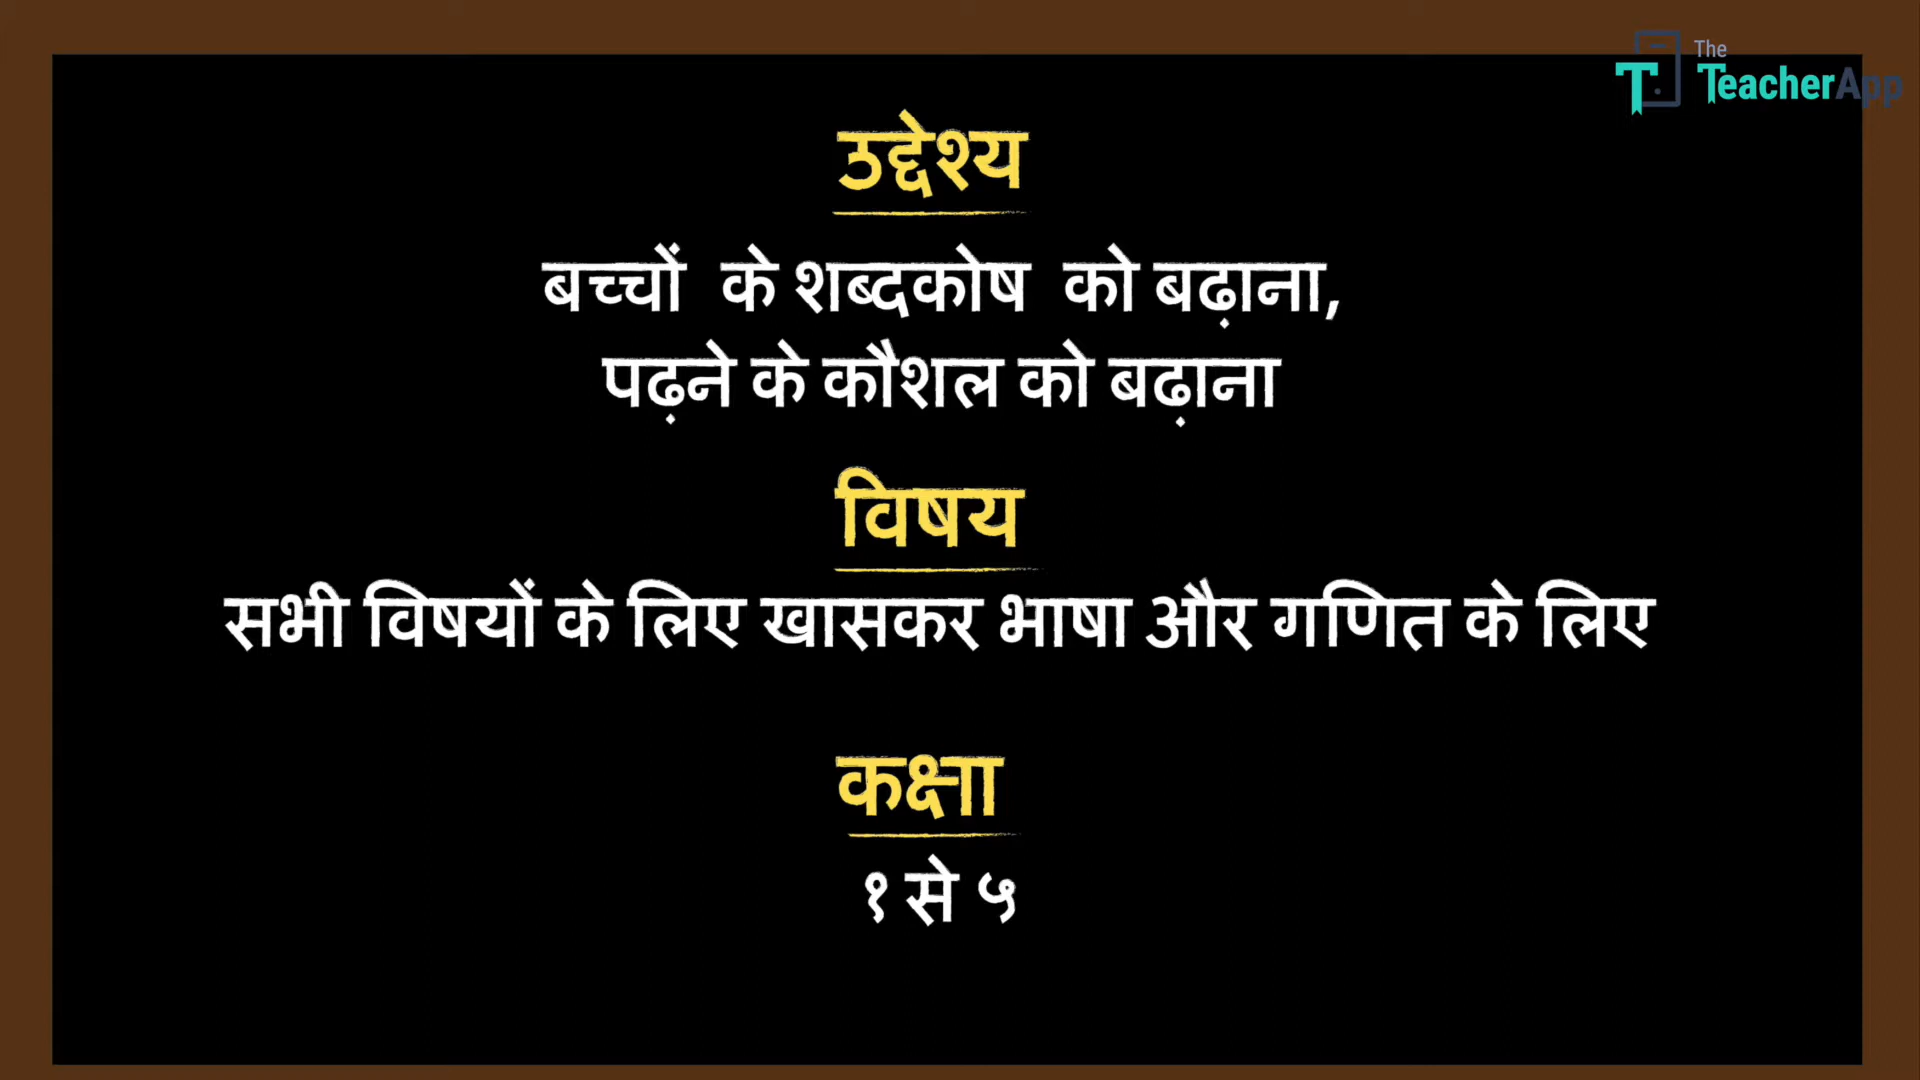 The
TeacherApp
उद्देश्य
बच्चों के शब्दकोष को बढ़ाना,
पढ़ने के कौशल को बढ़ाना
विषय
सभी विषयों के लिए खासकर भाषा और गणित के लिए
कक्षा
१ से ५